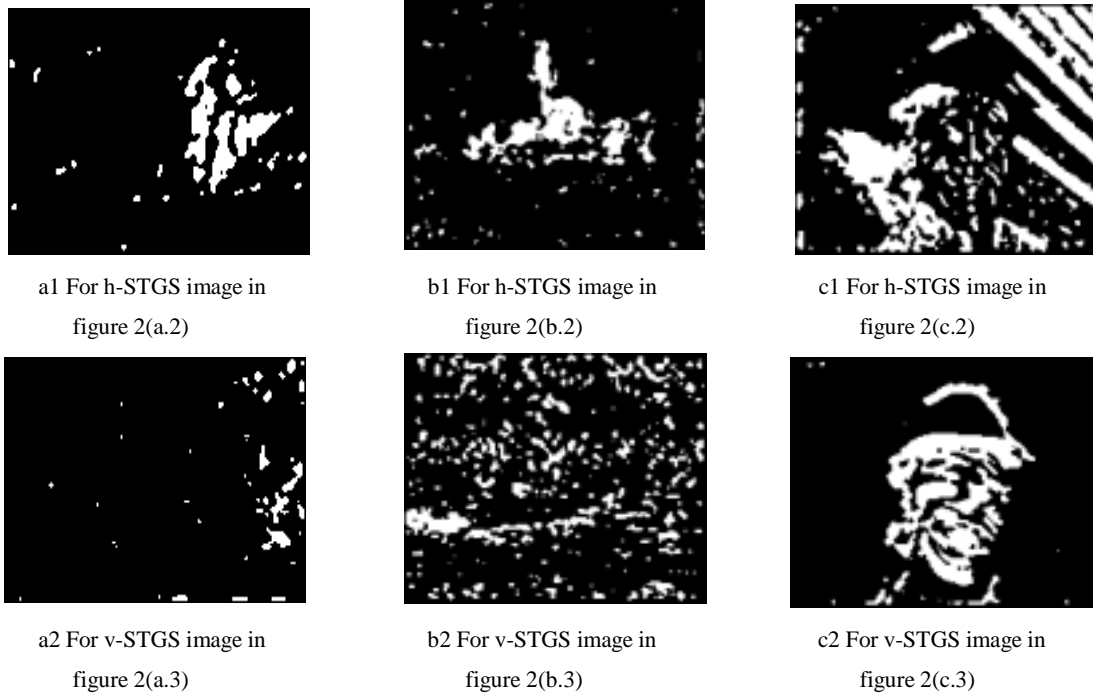 a1 For h-STGS image in
figure 2(a.2)
b1 For h-STGS image in
figure 2(b.2)
c1 For h-STGS image in
figure 2(c.2)
a2 For v-STGS image in
figure 2(a.3)
b2 For v-STGS image in
figure 2(b.3)
c2 For v-STGS image in
figure 2(c.3)